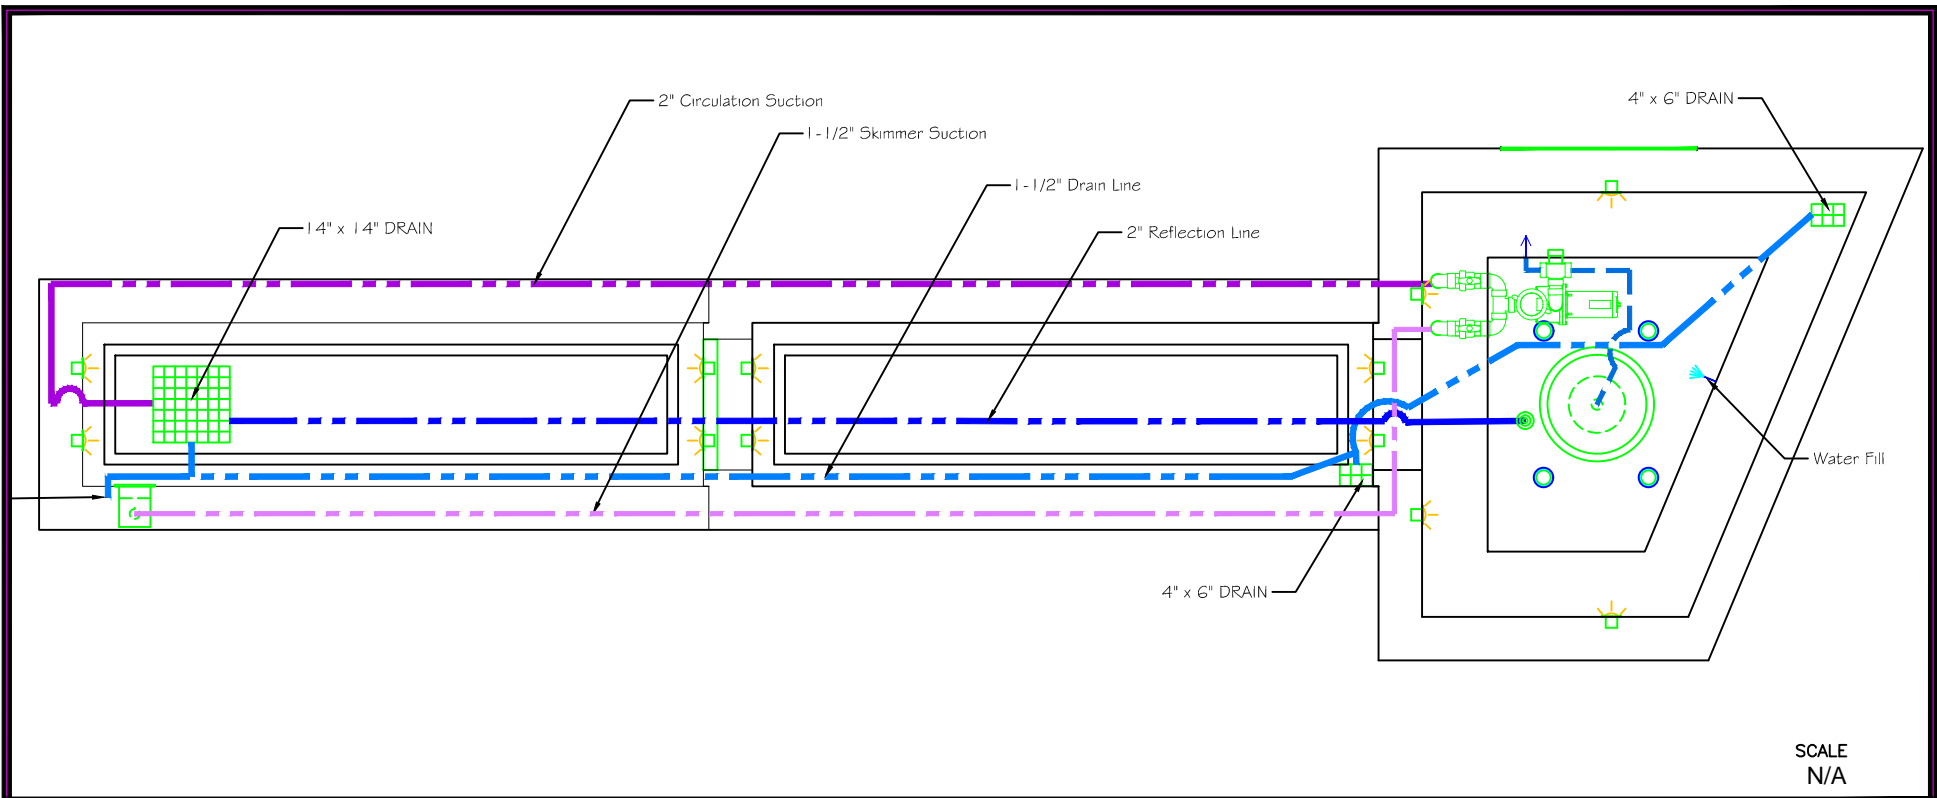 2" Circulation Suction
4" x 6" DRAIN
1-1/2" Skimmer Suction
1-1/2" Drain Line
14" x 14" DRAIN
2" Reflection Line
Water Fill
4" x 6" DRAIN
SCALE
N/A